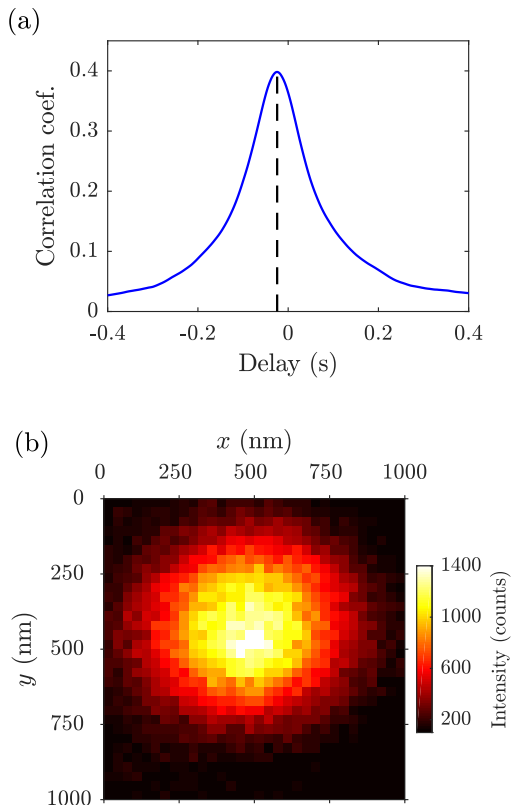 (a)
Correlation coef.
0.4
0.3
0.2
0.1
0
-0.4 -0.2 0 0.2 0.4
Delay (s)
(b)
x (nm)
0 250 500 750 1000
y (nm)
0
250
500
750
1000
1400
1000
600
200
Intensity (counts)